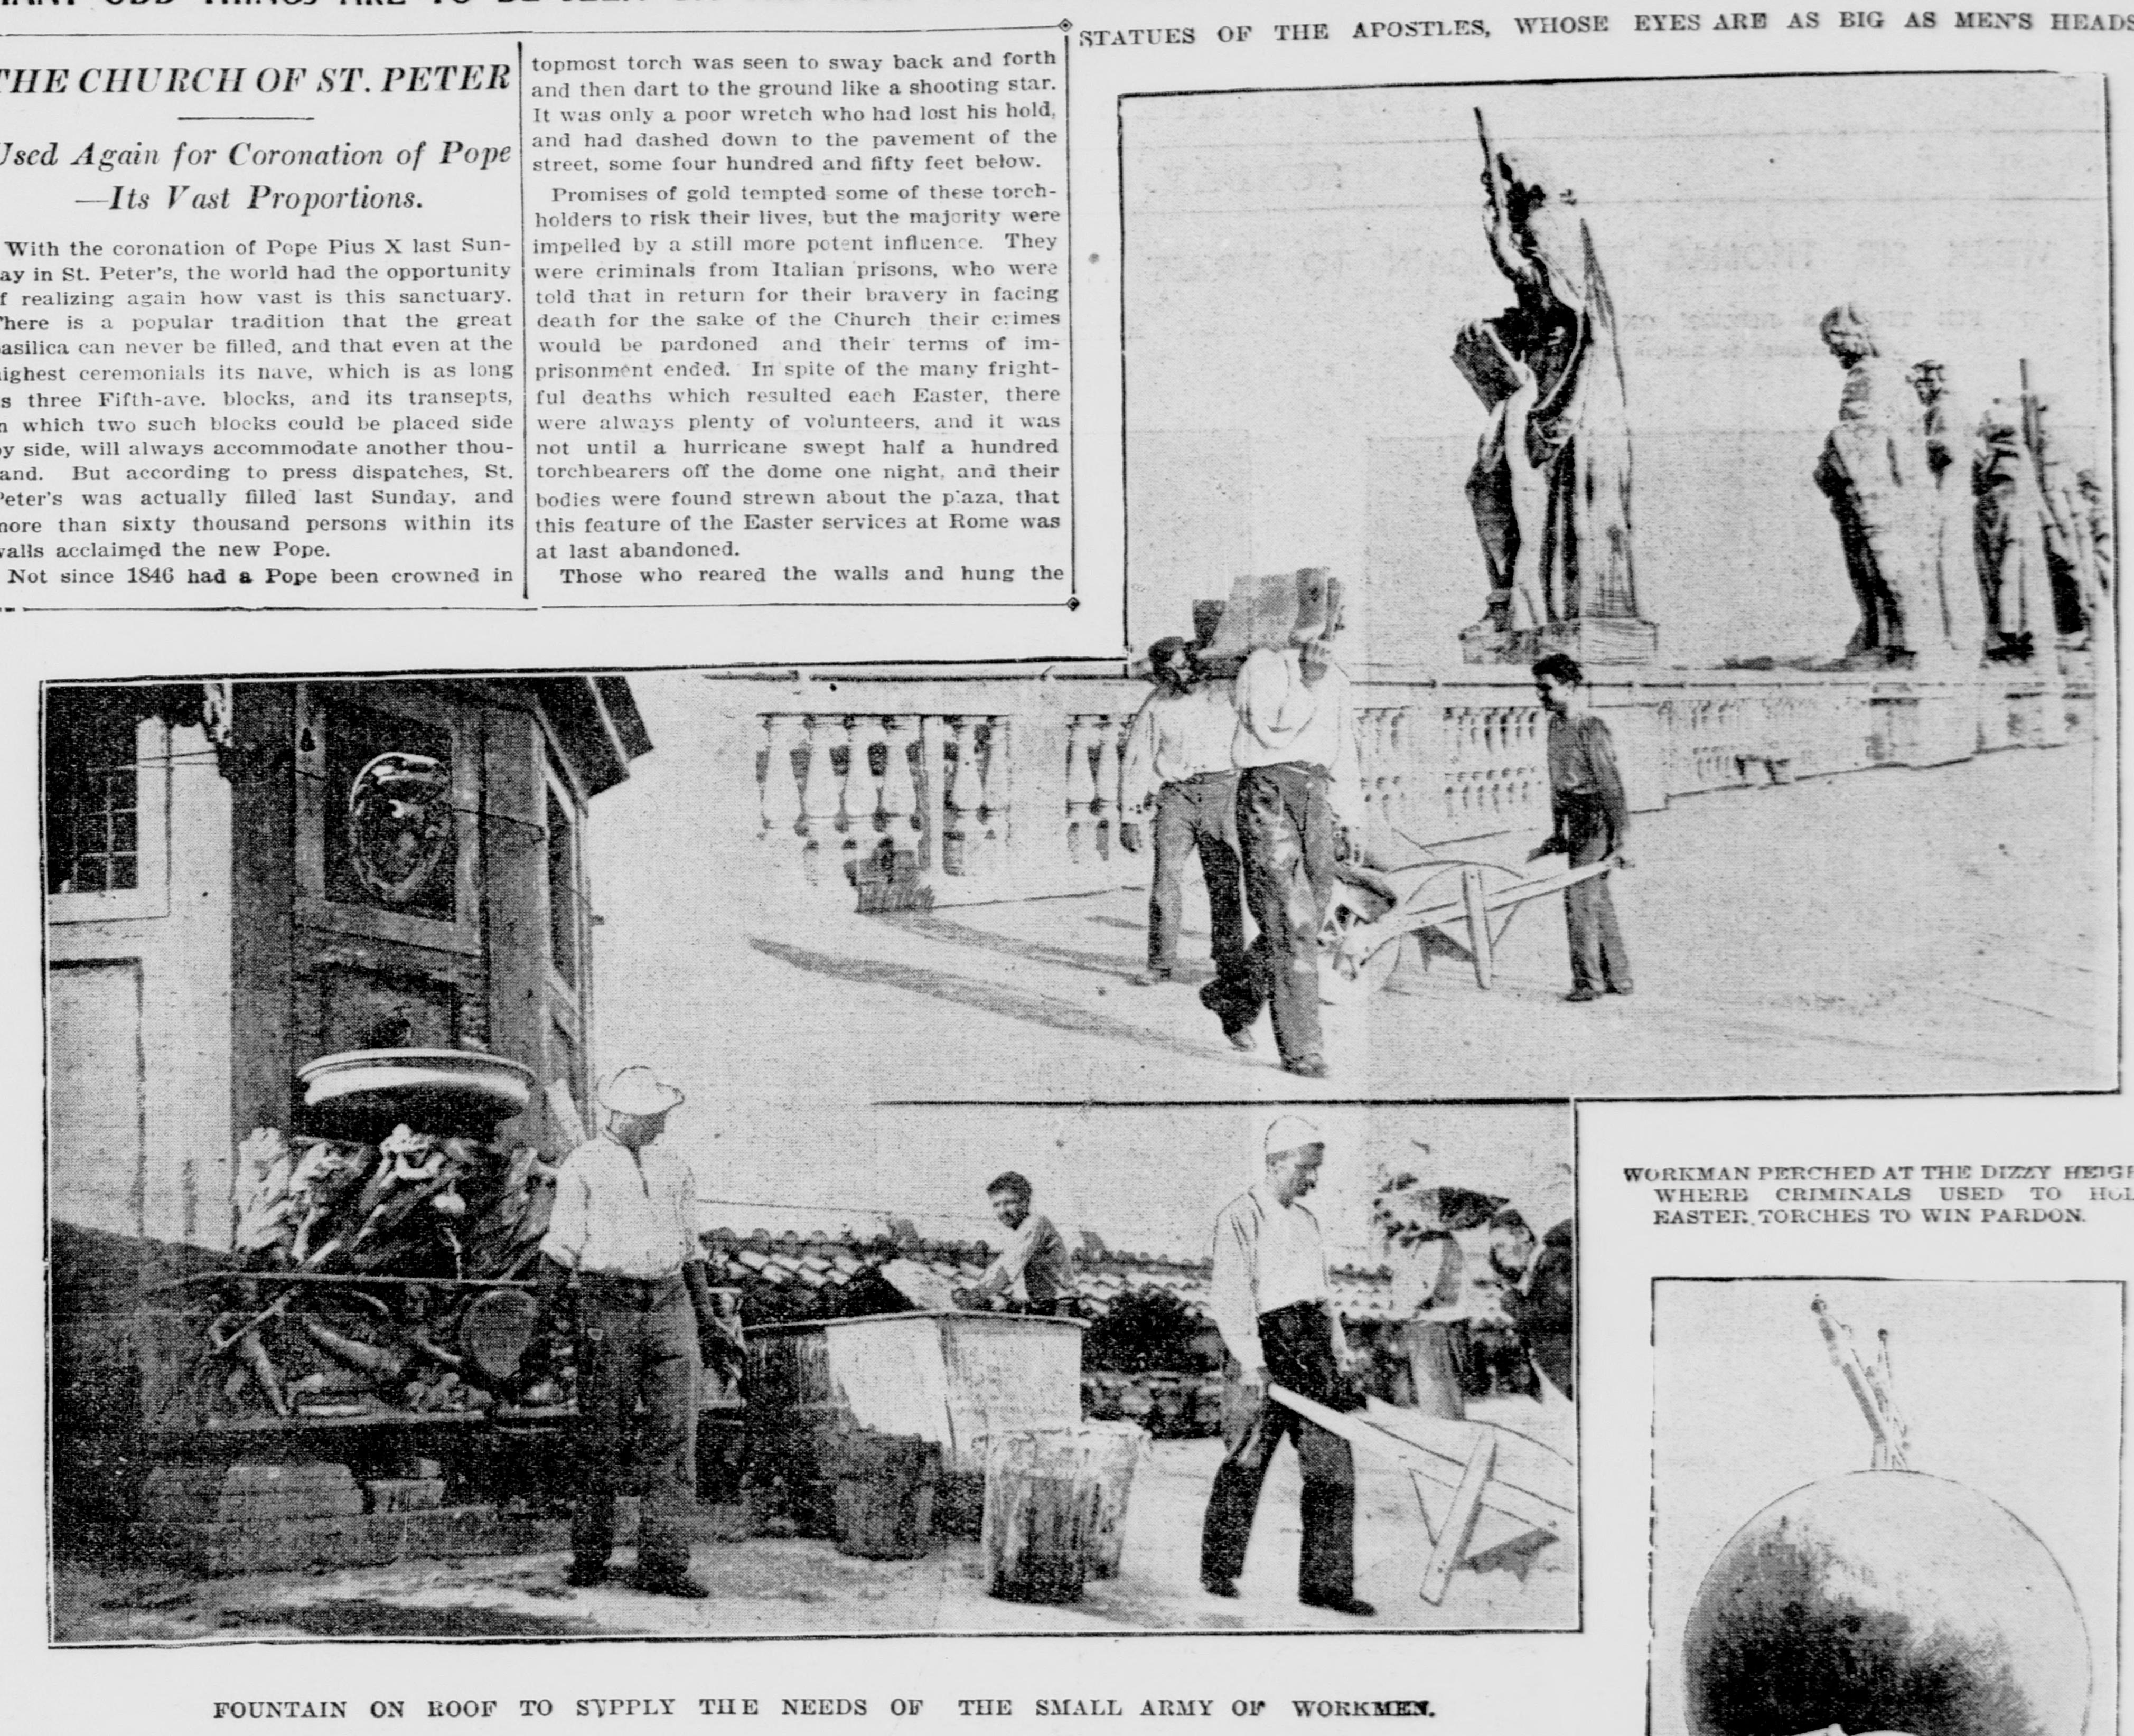 ODD THINGS ARE TO BE SEEN
THE CHURCH OF ST. PETER
Used Again for Coronation of Pope
—Its Vast Proportions.
With the coronation of Pope Pius X last Sun-
ay in St. Peter's, the world had the opportunity
f realizing again how vast is this sanctuary.
There is a popular tradition that the great
asilica can never be filled, and that even at the
ighest ceremonials its nave, which is as long
s three Fifth-ave. blocks, and its transepts,
n which two such blocks could be placed side
y side, will always accommodate another thou-
and. But according to press dispatches, St.
Peter's was actually filled last Sunday, and
more than sixty thousand persons within its
walls acclaimed the new Pope.
Not since 1846 had a Pope been crowned in
topmost torch was seen to sway back and forth
and then dart to the ground like a shooting star.
It was only a poor wretch who had lost his hold,
and had dashed down to the pavement of the
street, some four hundred and fifty feet below.
Promises of gold tempted some of these torch-
holders to risk their lives, but the majority were
impelled by a still more potent influence. They
were criminals from Italian prisons, who were
told that in return for their bravery in facing
death for the sake of the Church their crimes
would be pardoned and their terms of im-
prisonment ended. In spite of the many fright-
ful deaths which resulted each Easter, there
were always plenty of volunteers, and it was
not until a hurricane swept half a hundred
torchbearers off the dome one night, and their
bodies were found strewn about the plaza, that
this feature of the Easter services at Rome was
at last abandoned.
Those who reared the walls and hung the
STATUES OF THE APOSTLES, WHOSE EYES ARE AS BIG AS MEN'S HEADS
WORKMAN PERCHED AT THE DIZZY HEIGH
WHERE CRIMINALS USED TO HOL
EASTER TORCHES TO WIN PARDON.
FOUNTAIN ON ROOF TO SUPPLY THE NEEDS OF THE SMALL ARMY OF WORKMEN.